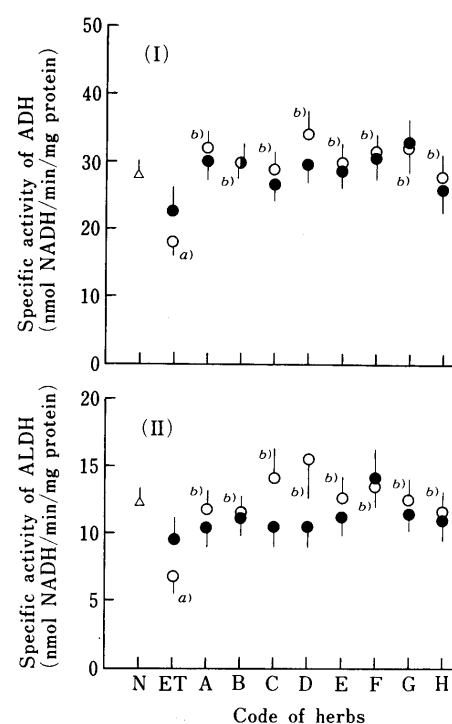 50
(I)
40
b) b) b) b) b) b)
30
b) b)
20
a)
10
0
Specific activity of ADH
(nmol NADH/min/mg protein)
20
(II)
15
b) b) b) b) b) b)
b) b)
10
a)
5
0
Specific activity of ALDH
(nmol NADH/min/mg protein)
N ET A B C D E F G H
Code of herbs